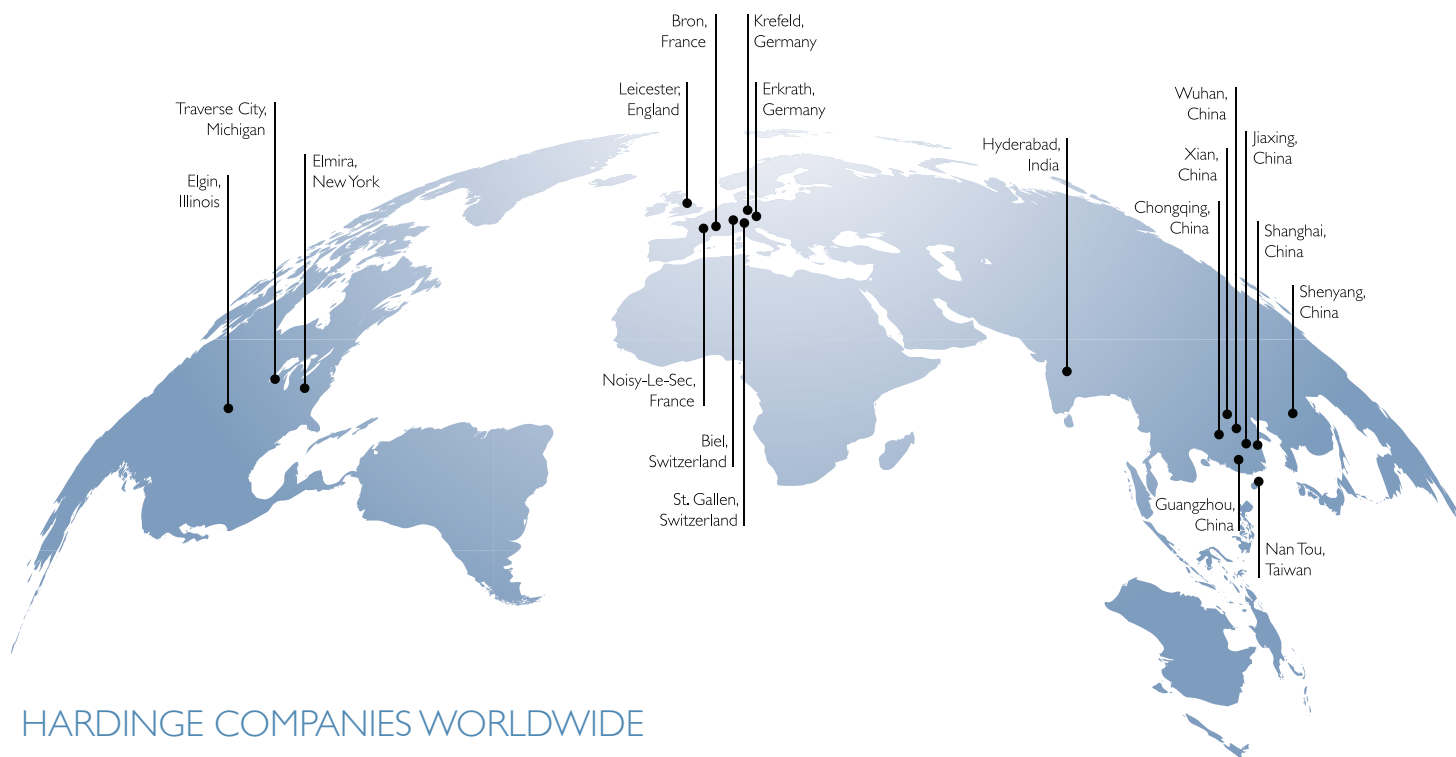 Bron,
France
Krefeld,
Germany
Leicester,
England
Erkrath,
Germany
Traverse City,
Michigan
Elmira,
New York
Elgin,
Illinois
Hyderabad,
India
Wuhan,
China
Jiaxing,
China
Xian,
China
Chongqing,
China
Shanghai,
China
Shenyang,
China
Noisy-Le-Sec,
France
Biel,
Switzerland
St. Gallen,
Switzerland
Guangzhou,
China
Nan Tou,
Taiwan
HARDINGE COMPANIES WORLDWIDE